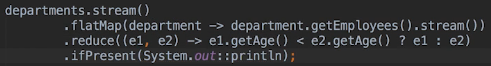 departments.stream()
.flatMap(department -> department.getEmployees().stream())
.reduce((e1, e2) -> e1.getAge() < e2.getAge() ? e1 : e2)
.ifPresent(System.out::println);